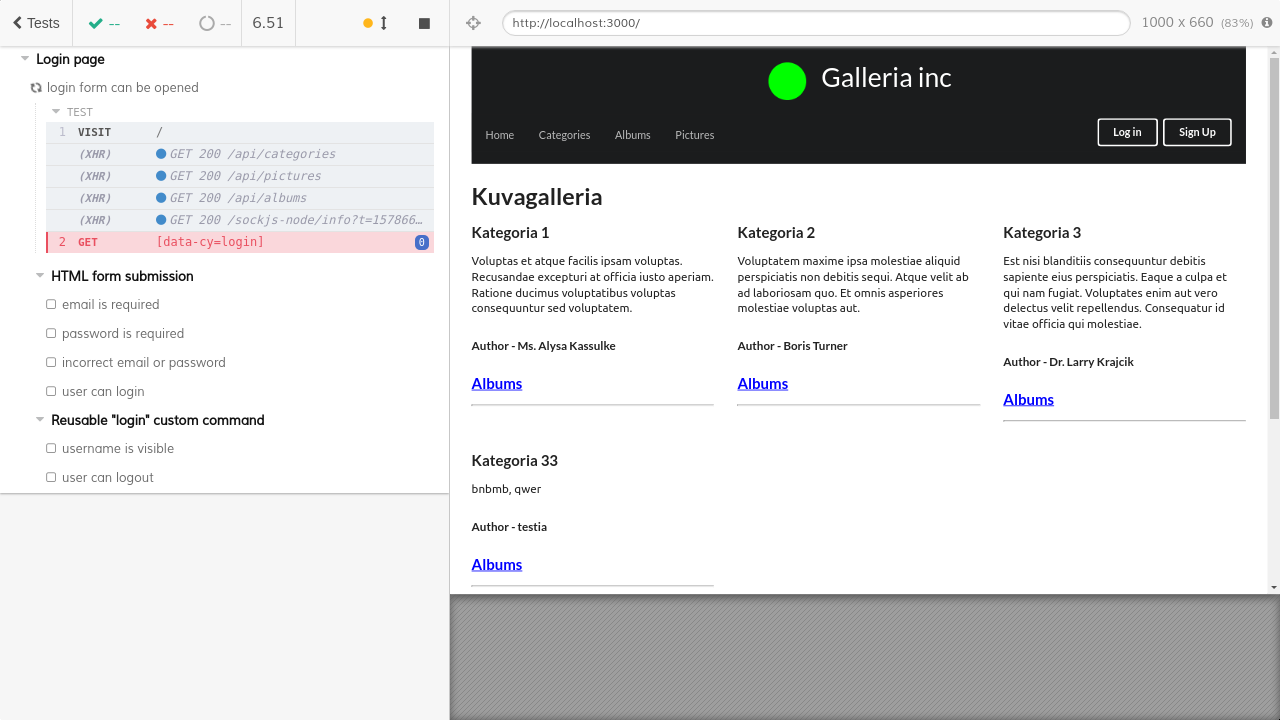 Tests
--
--
--
6.51
Login page
login form can be opened
TEST
1 VISIT /
(XHR) GET 200 /api/categories
(XHR) GET 200 /api/pictures
(XHR) GET 200 /api/albums
(XHR) GET 200 /sockjs-node/info?t=157866…
2 GET [data-cy=login] 0
HTML form submission
email is required
password is required
incorrect email or password
user can login
Reusable "login" custom command
username is visible
user can logout
http://localhost:3000/
1000 x 660 (83%)
Galleria inc
Home Categories Albums Pictures
Log in Sign Up
Kuvagalleria
Kategoria 1
Voluptas et atque facilis ipsam voluptas.
Recusandae excepturi at officia iusto aperiam.
Ratione ducimus voluptatibus voluptas
consequuntur sed voluptatem.
Author - Ms. Alysa Kassulke
Albums
Kategoria 2
Voluptatem maxime ipsa molestiae aliquid
perspiciatis non debitis sequi. Atque velit ab
ad laboriosam quo. Et omnis asperiores
molestiae voluptas aut.
Author - Boris Turner
Albums
Kategoria 3
Est nisi blanditiis consequuntur debitis
sapiente eius perspiciatis. Eaque a culpa et
qui nam fugiat. Voluptates enim aut vero
delectus velit repellendus. Consequatur id
vitae officia qui molestiae.
Author - Dr. Larry Krajcik
Albums
Kategoria 33
bnbmb, qwer
Author - testia
Albums